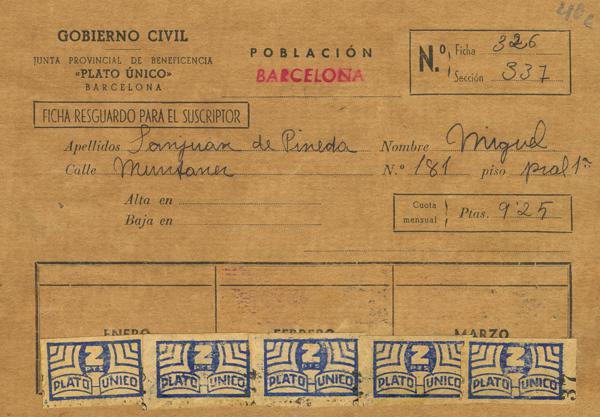 GOBIERNO CIVIL
JUNTA PROVINCIAL DE BENEFICENCIA
«PLATO ÚNICO»
BARCELONA
POBLACIÓN
BARCELONA
N.º Ficha 326
Sección 337
FICHA RESGUARDO PARA EL SUSCRIPTOR
Apellidos Sanjuan de Pineda Nombre Miguel
Calle Muntaner N.º 181 piso pral 1ª
Alta en
Baja en
Cuota mensual Ptas. 9'25
ENERO FEBRERO MARZO
2 PTS PLATO UNICO
2 PTS PLATO UNICO
2 PTS PLATO UNICO
2 PTS PLATO UNICO
2 PTS PLATO UNICO